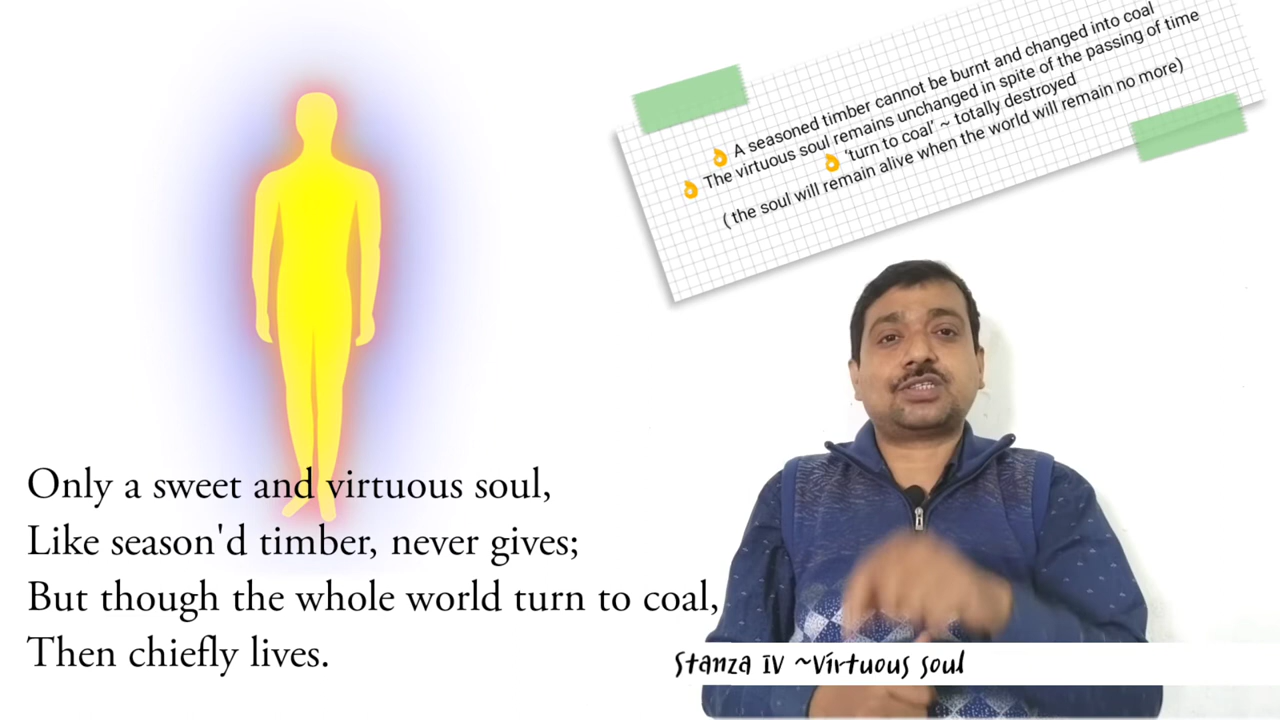 👌 A seasoned timber cannot be burnt and changed into coal
👌 The virtuous soul remains unchanged in spite of the passing of time
👌 'turn to coal' ~ totally destroyed
( the soul will remain alive when the world will remain no more)
Only a sweet and virtuous soul,
Like season'd timber, never gives;
But though the whole world turn to coal,
Then chiefly lives.
Stanza IV ~Virtuous soul